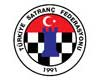 TÜRKİYE SATRANÇ FEDERASYONU
1991